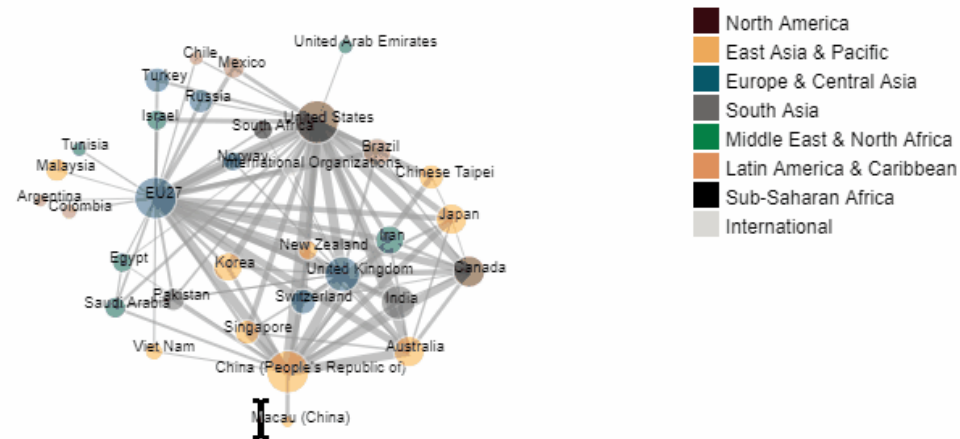 United Arab Emirates
Chile
Mexico
Turkey
Russia
Israel
United States
South Africa
Tunisia
Norway
International Organizations
Brazil
Malaysia
Chinese Taipei
EU27
Argentina
Colombia
Japan
Iran
New Zealand
Egypt
Korea
United Kingdom
Canada
Saudi Arabia
Pakistan
Switzerland
India
Singapore
Viet Nam
Australia
China (People's Republic of)
Macau (China)
North America
East Asia & Pacific
Europe & Central Asia
South Asia
Middle East & North Africa
Latin America & Caribbean
Sub-Saharan Africa
International